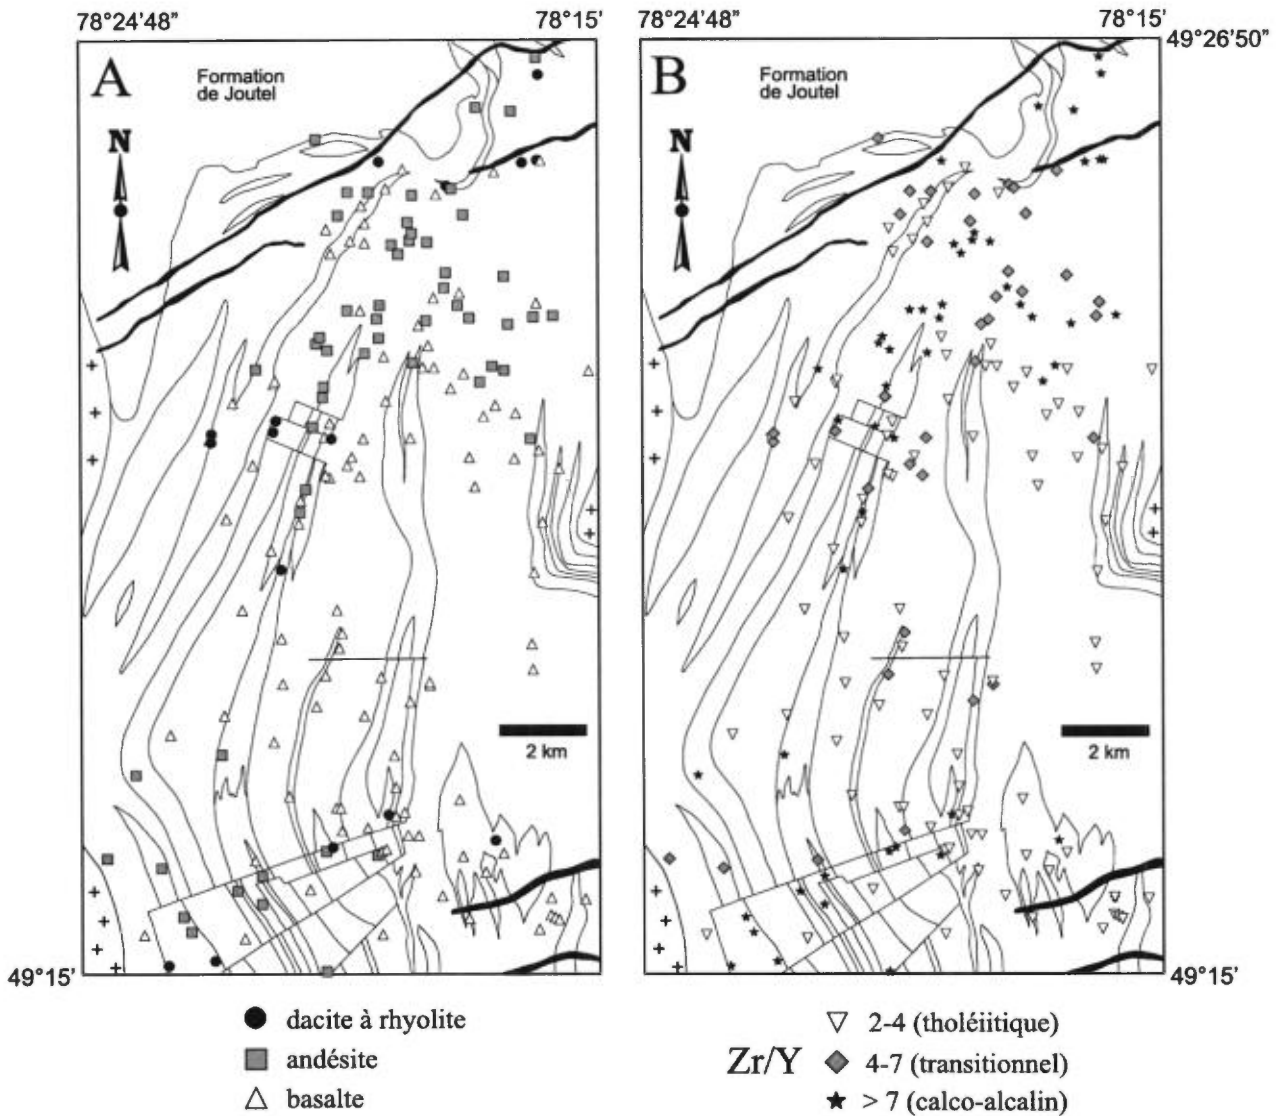 78°24'48" 78°15' 78°24'48" 78°15'
49°26'50"
A
Formation
de Joutel
N
B
Formation
de Joutel
N
2 km
2 km
49°15'
49°15'
dacite à rhyolite
andésite
basalte
Zr/Y
2-4 (tholéiitique)
4-7 (transitionnel)
> 7 (calco-alcalin)